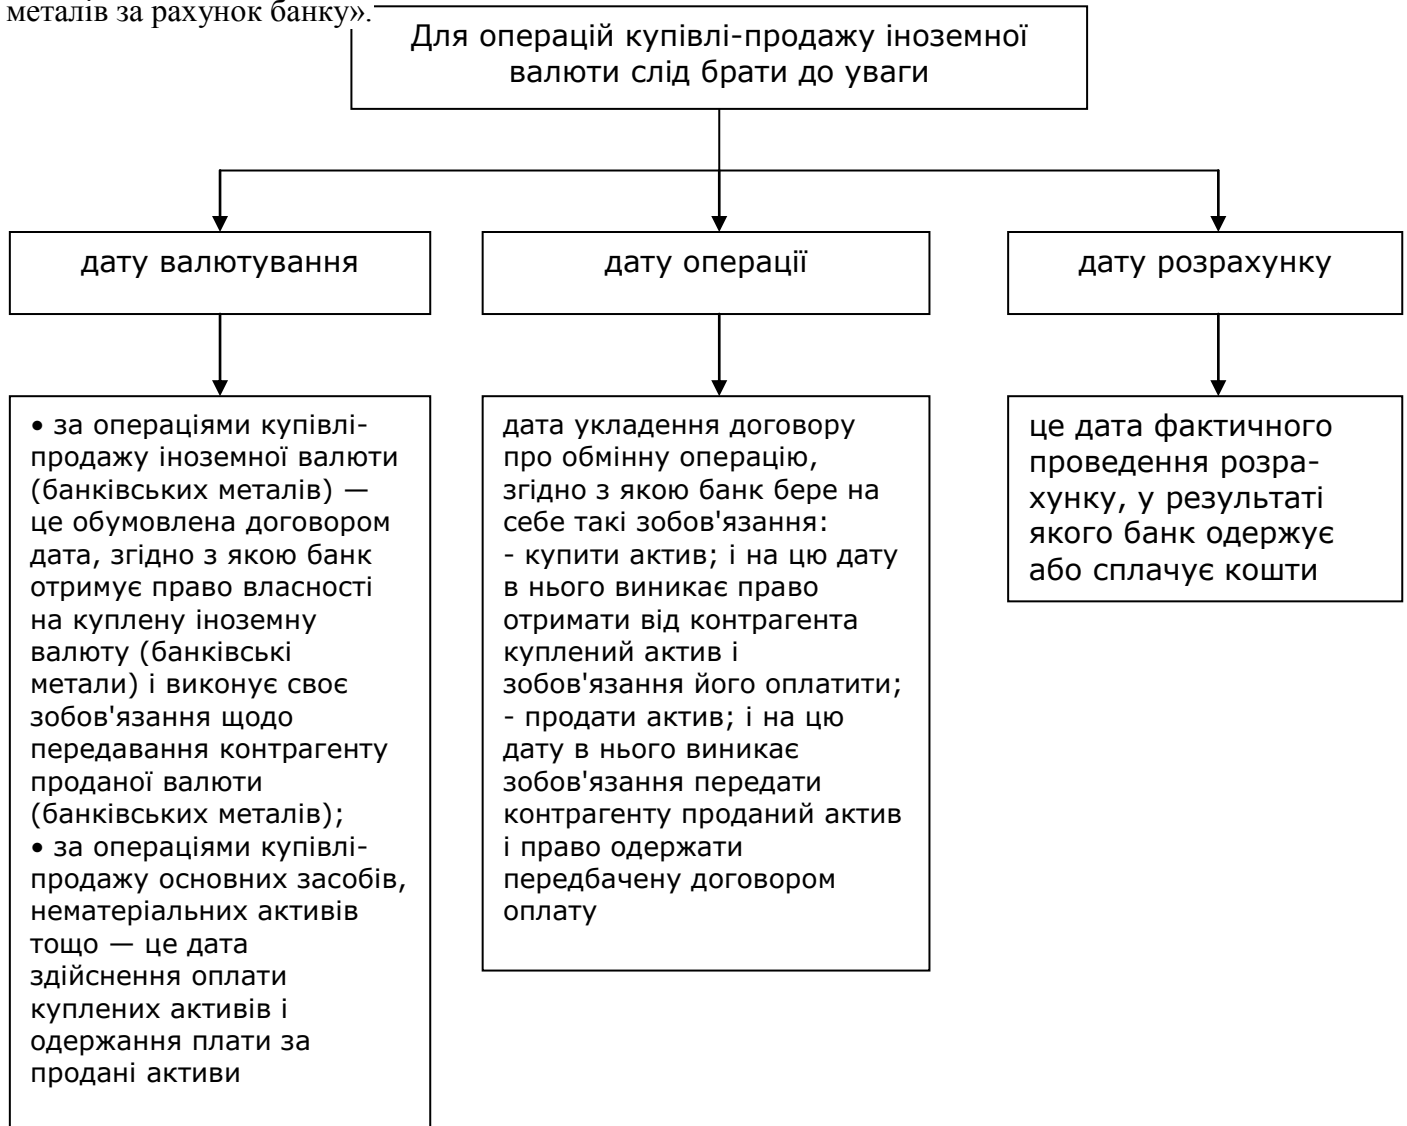 металів за рахунок банку».
Для операцій купівлі-продажу іноземної
валюти слід брати до уваги
дату валютування
дату операції
дату розрахунку
• за операціями купівлі-
продажу іноземної валюти
(банківських металів) —
це обумовлена договором
дата, згідно з якою банк
отримує право власності
на куплену іноземну
валюту (банківські
метали) і виконує своє
зобов'язання щодо
передавання контрагенту
проданої валюти
(банківських металів);
• за операціями купівлі-
продажу основних засобів,
нематеріальних активів
тощо — це дата
здійснення оплати
куплених активів і
одержання плати за
продані активи
дата укладення договору
про обмінну операцію,
згідно з якою банк бере на
себе такі зобов'язання:
- купити актив; і на цю дату
в нього виникає право
отримати від контрагента
куплений актив і
зобов'язання його оплатити;
- продати актив; і на цю
дату в нього виникає
зобов'язання передати
контрагенту проданий актив
і право одержати
передбачену договором
оплату
це дата фактичного
проведення розра-
хунку, у результаті
якого банк одержує
або сплачує кошти